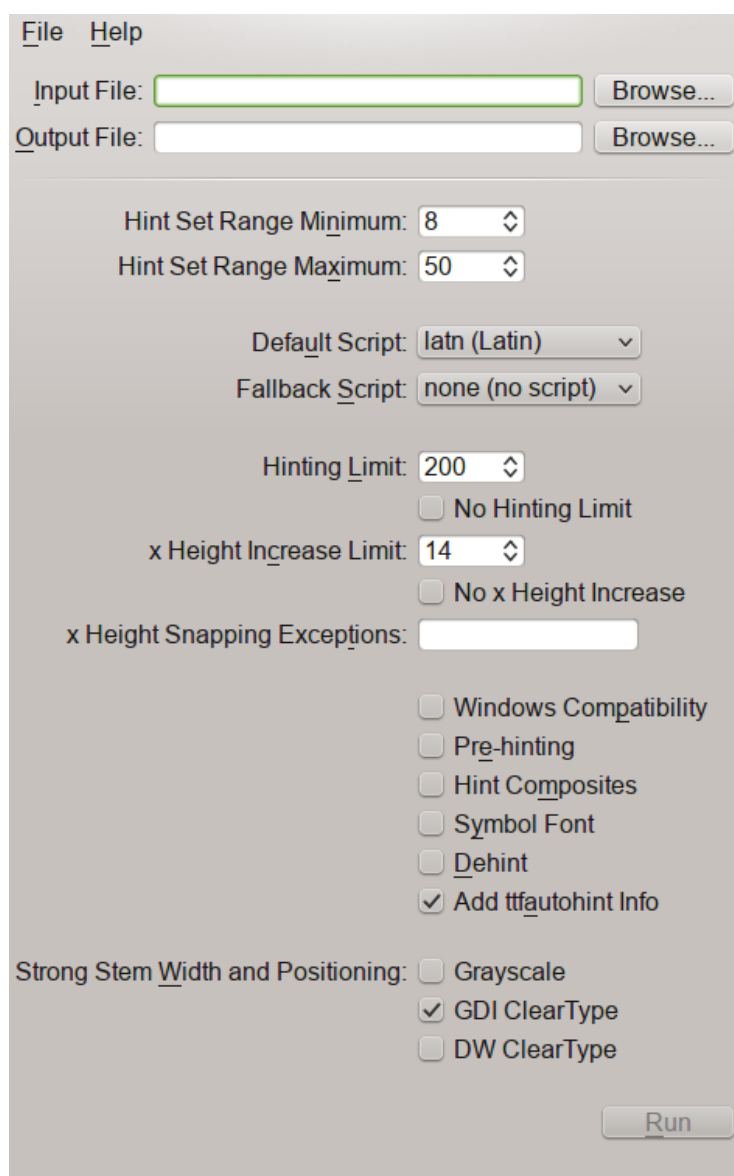 File Help
Input File: Browse...
Output File: Browse...
Hint Set Range Minimum: 8
Hint Set Range Maximum: 50
Default Script: latn (Latin)
Fallback Script: none (no script)
Hinting Limit: 200
No Hinting Limit
x Height Increase Limit: 14
No x Height Increase
x Height Snapping Exceptions:
Windows Compatibility
Pre-hinting
Hint Composites
Symbol Font
Dehint
Add ttfautohint Info
Strong Stem Width and Positioning: Grayscale
GDI ClearType
DW ClearType
Run